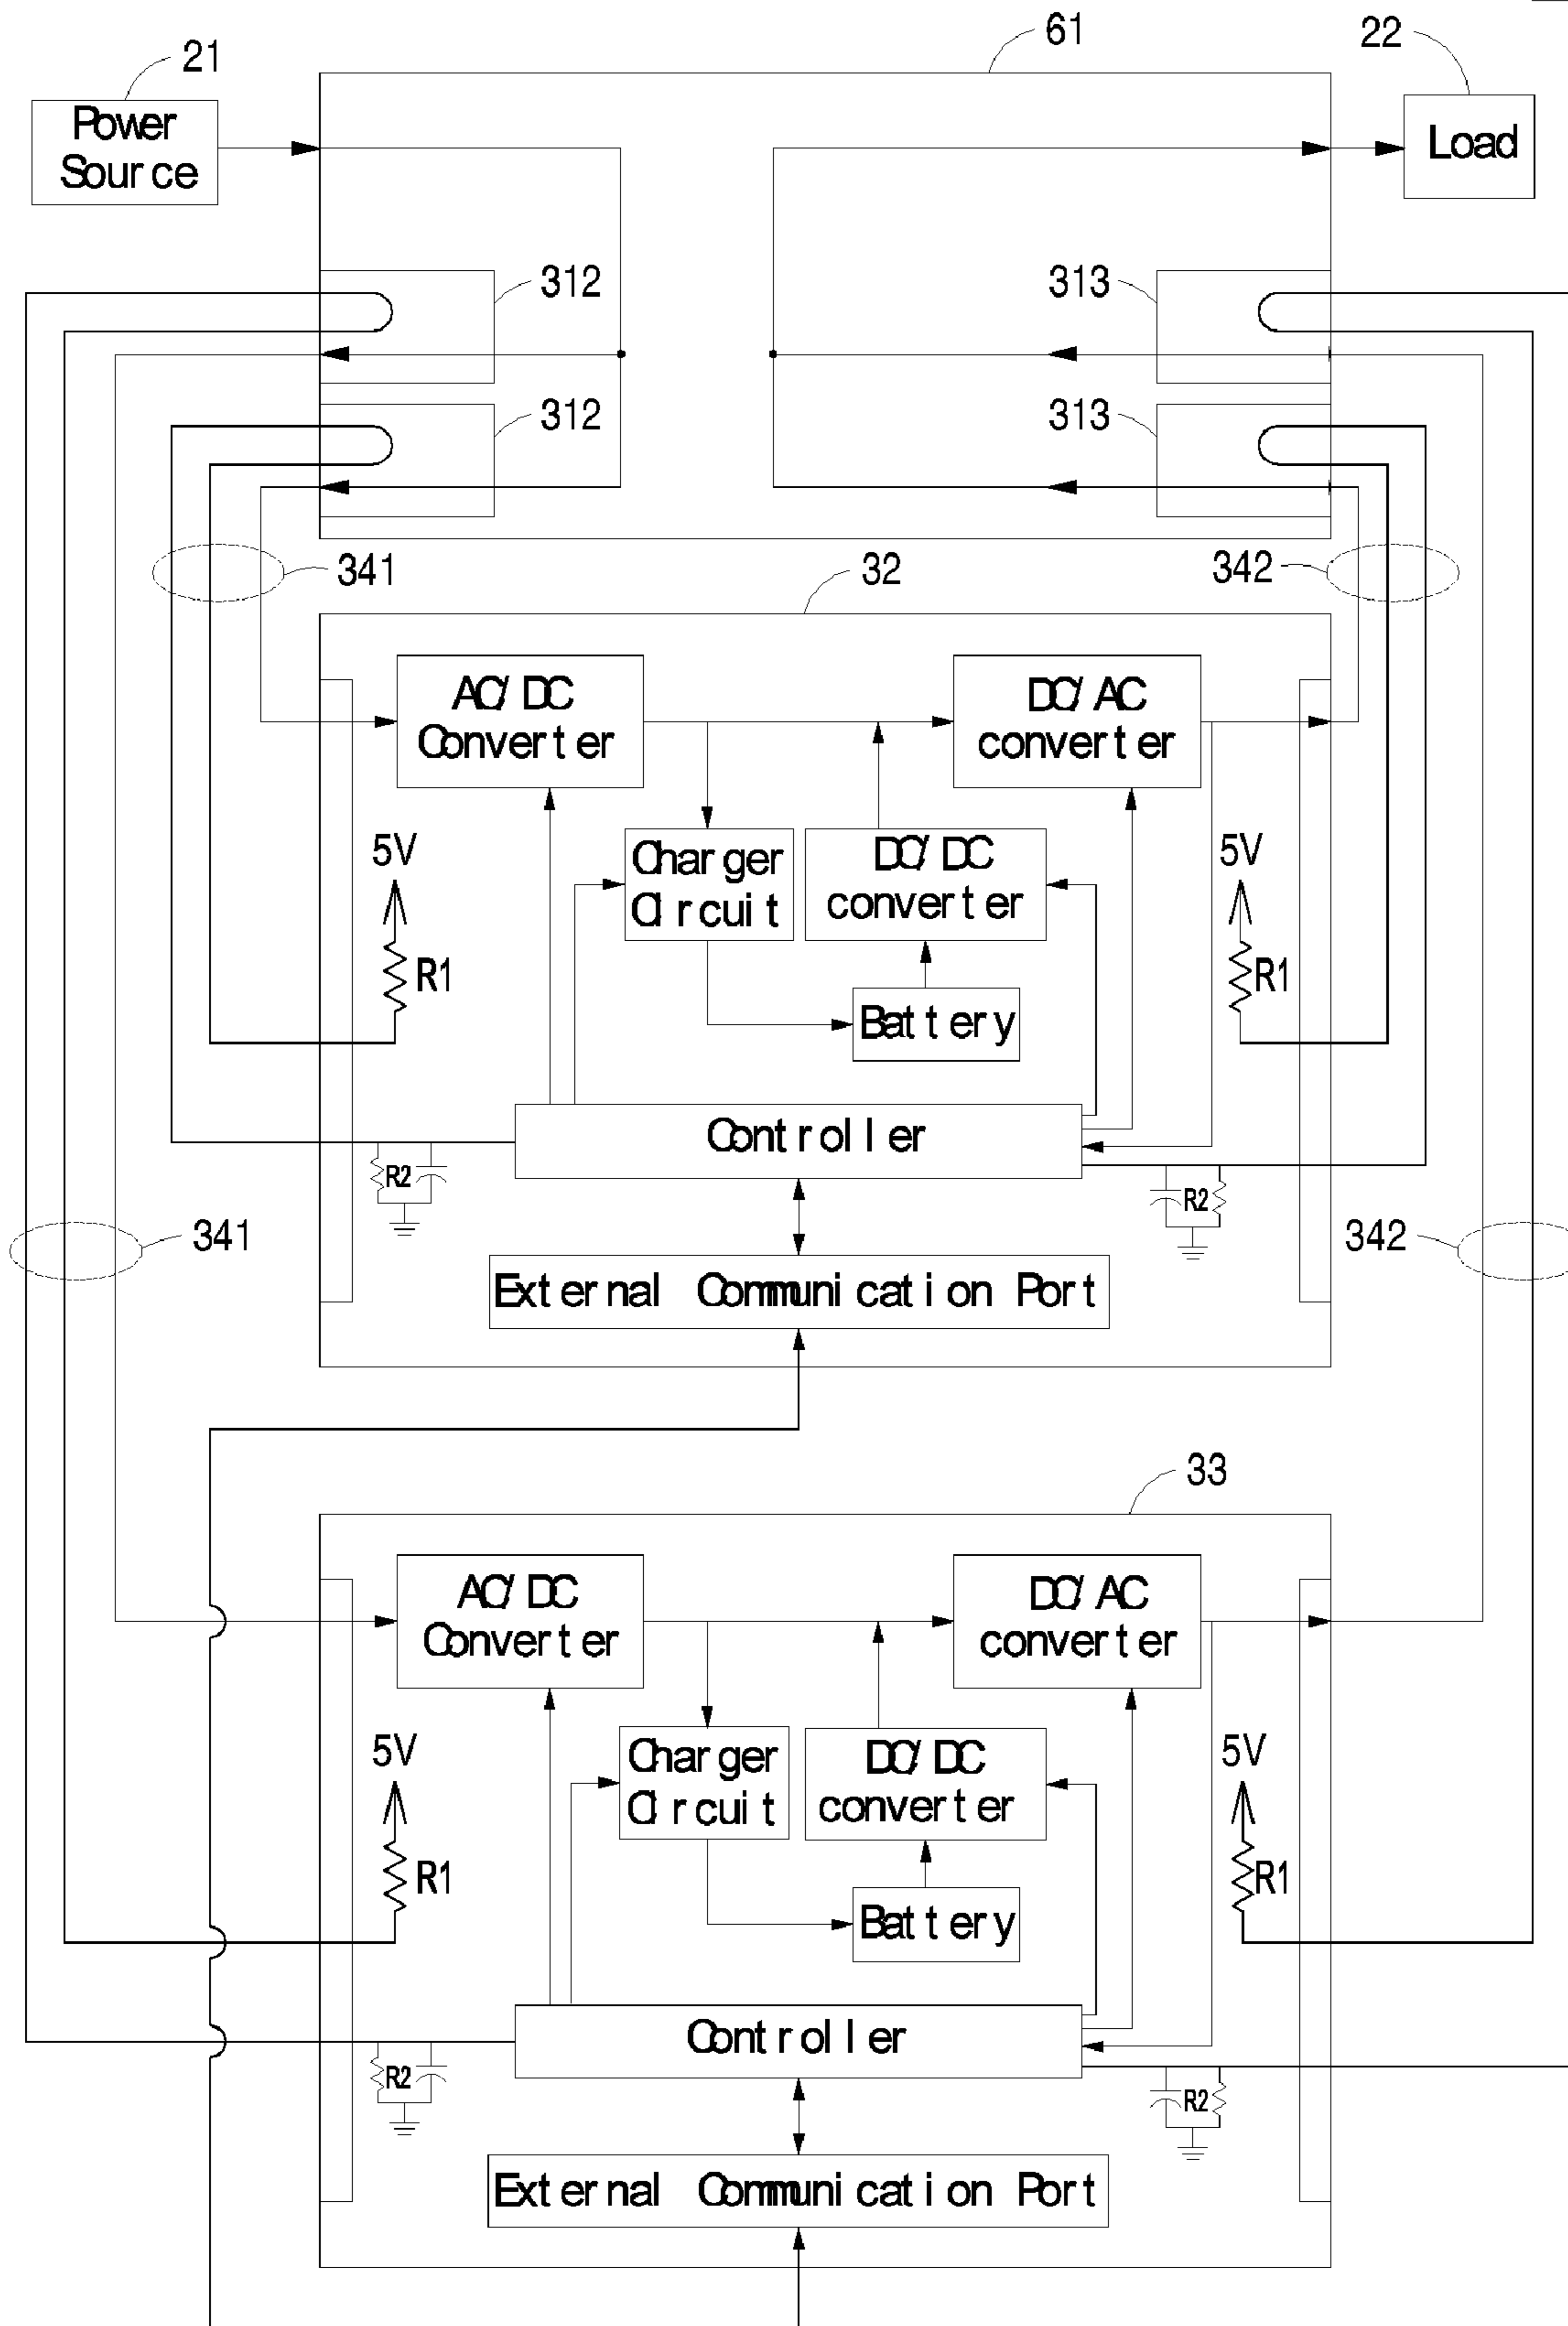 61
22
21
Power
Source
Load
312
313
312
313
341
342
32
AC/DC
Converter
DC/AC
converter
5V
Charger
Circuit
DC/DC
converter
5V
R1
R1
Battery
Controller
R2
R2
341
342
External Communication Port
33
AC/DC
Converter
DC/AC
converter
5V
Charger
Circuit
DC/DC
converter
5V
R1
R1
Battery
Controller
R2
R2
External Communication Port